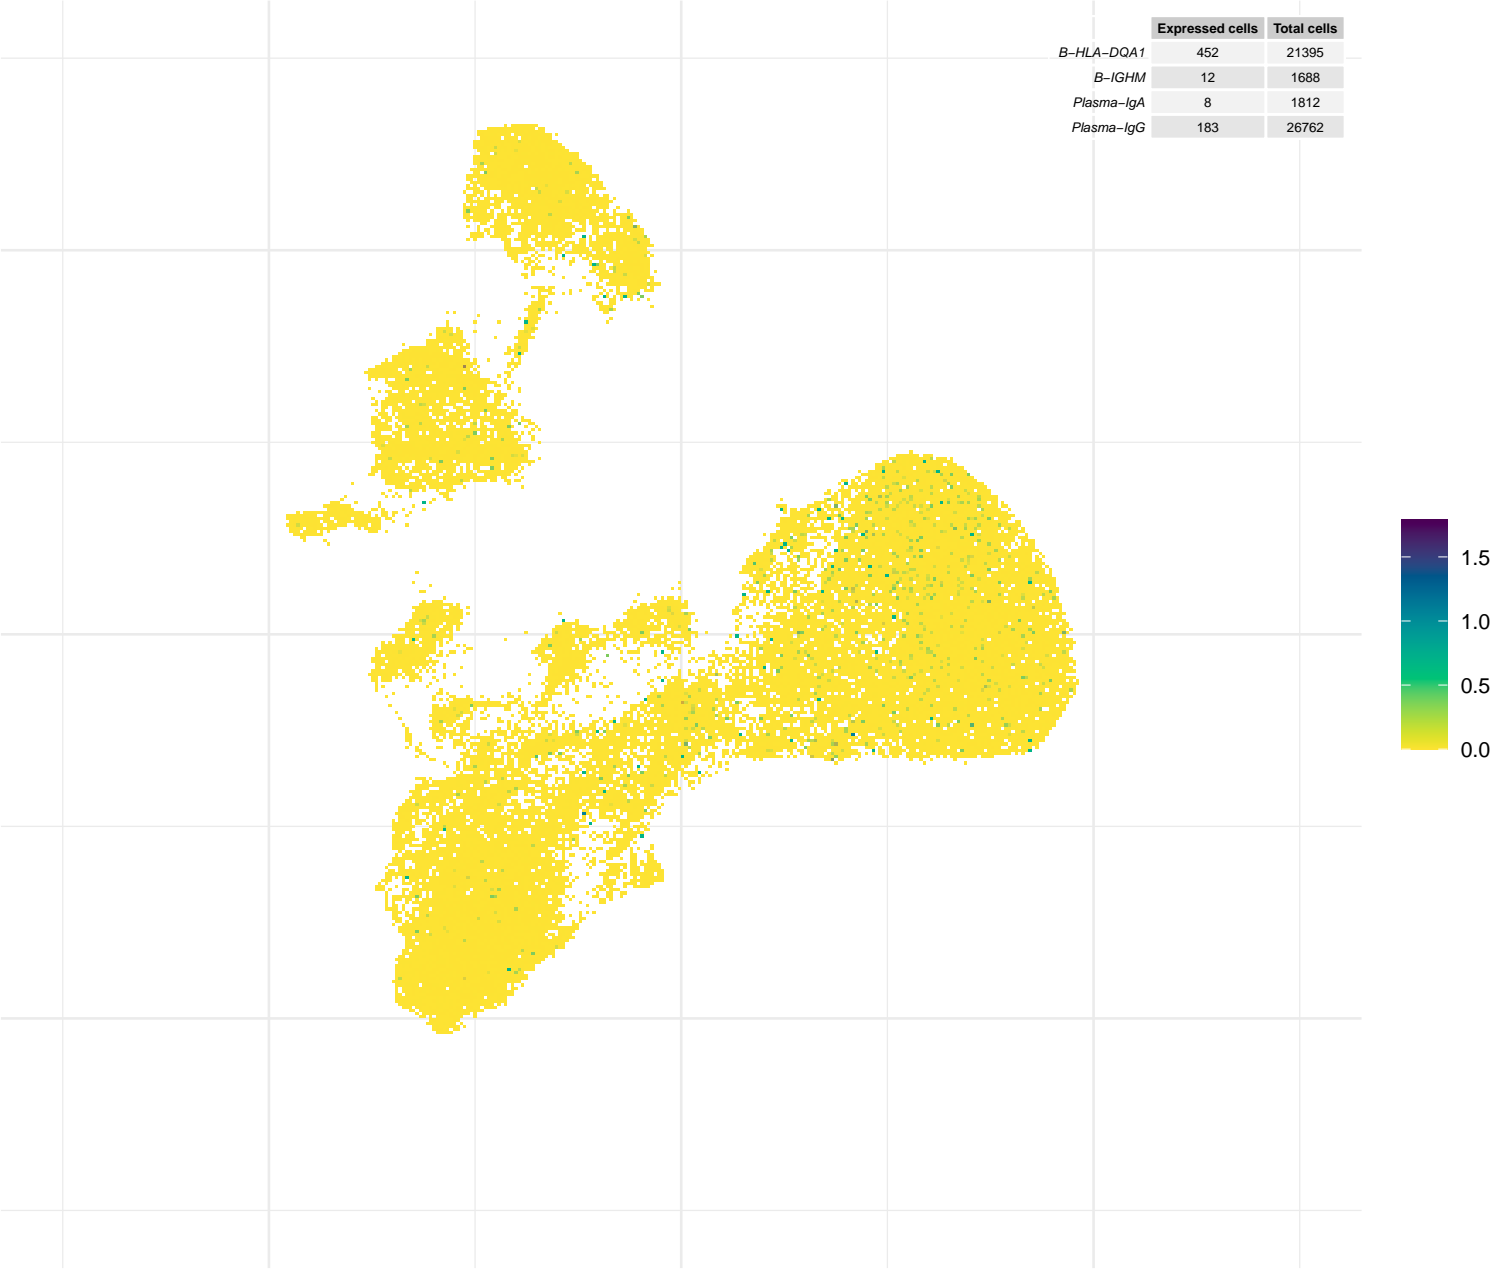 Expressed cells Total cells
B−HLA−DQA1 452 21395
B−IGHM 12 1688
Plasma−IgA 8 1812
Plasma−IgG 183 26762
1.5
1.0
0.5
0.0